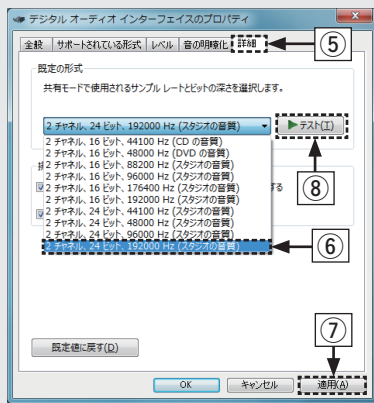 デジタル オーディオ インターフェイスのプロパティ
全般 サポートされている形式 レベル 音の明瞭化 詳細
⑤
既定の形式
共有モードで使用されるサンプル レートとビットの深さを選択します。
2 チャネル、24 ビット、192000 Hz (スタジオの音質)
▶テスト(T)
2 チャネル、16 ビット、44100 Hz (CD の音質)
2 チャネル、16 ビット、48000 Hz (DVD の音質)
2 チャネル、16 ビット、88200 Hz (スタジオの音質)
2 チャネル、16 ビット、96000 Hz (スタジオの音質)
2 チャネル、16 ビット、176400 Hz (スタジオの音質)
2 チャネル、16 ビット、192000 Hz (スタジオの音質)
2 チャネル、24 ビット、44100 Hz (スタジオの音質)
2 チャネル、24 ビット、48000 Hz (スタジオの音質)
2 チャネル、24 ビット、96000 Hz (スタジオの音質)
2 チャネル、24 ビット、192000 Hz (スタジオの音質)
する
⑧
⑥
⑦
既定値に戻す(D)
OK キャンセル 適用(A)